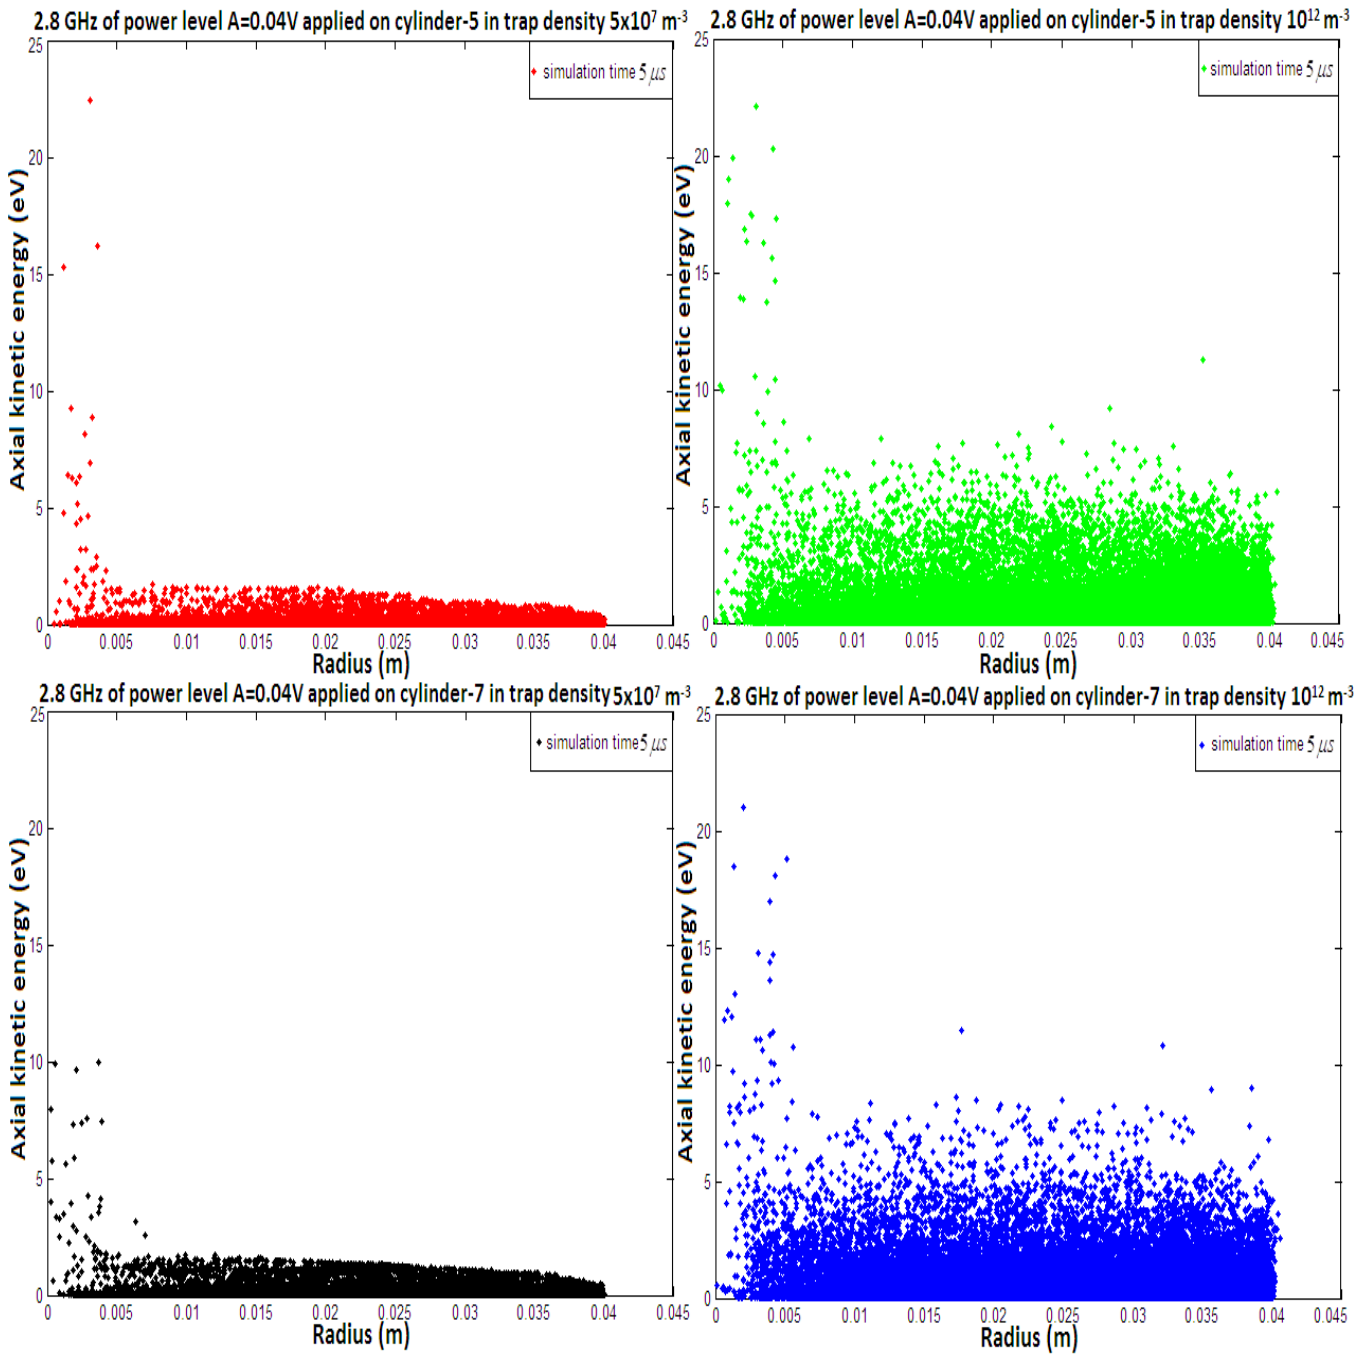 2.8 GHz of power level A=0.04V applied on cylinder-5 in trap density 5x10⁷ m⁻³
simulation time 5 μs
Axial kinetic energy (eV)
25
20
15
10
5
0
0 0.005 0.01 0.015 0.02 0.025 0.03 0.035 0.04 0.045
Radius (m)
2.8 GHz of power level A=0.04V applied on cylinder-5 in trap density 10¹² m⁻³
simulation time 5 μs
Axial kinetic energy (eV)
25
20
15
10
5
0
0 0.005 0.01 0.015 0.02 0.025 0.03 0.035 0.04 0.045
Radius (m)
2.8 GHz of power level A=0.04V applied on cylinder-7 in trap density 5x10⁷ m⁻³
simulation time 5 μs
Axial kinetic energy (eV)
25
20
15
10
5
0
0 0.005 0.01 0.015 0.02 0.025 0.03 0.035 0.04 0.045
Radius (m)
2.8 GHz of power level A=0.04V applied on cylinder-7 in trap density 10¹² m⁻³
simulation time 5 μs
Axial kinetic energy (eV)
25
20
15
10
5
0
0 0.005 0.01 0.015 0.02 0.025 0.03 0.035 0.04 0.045
Radius (m)